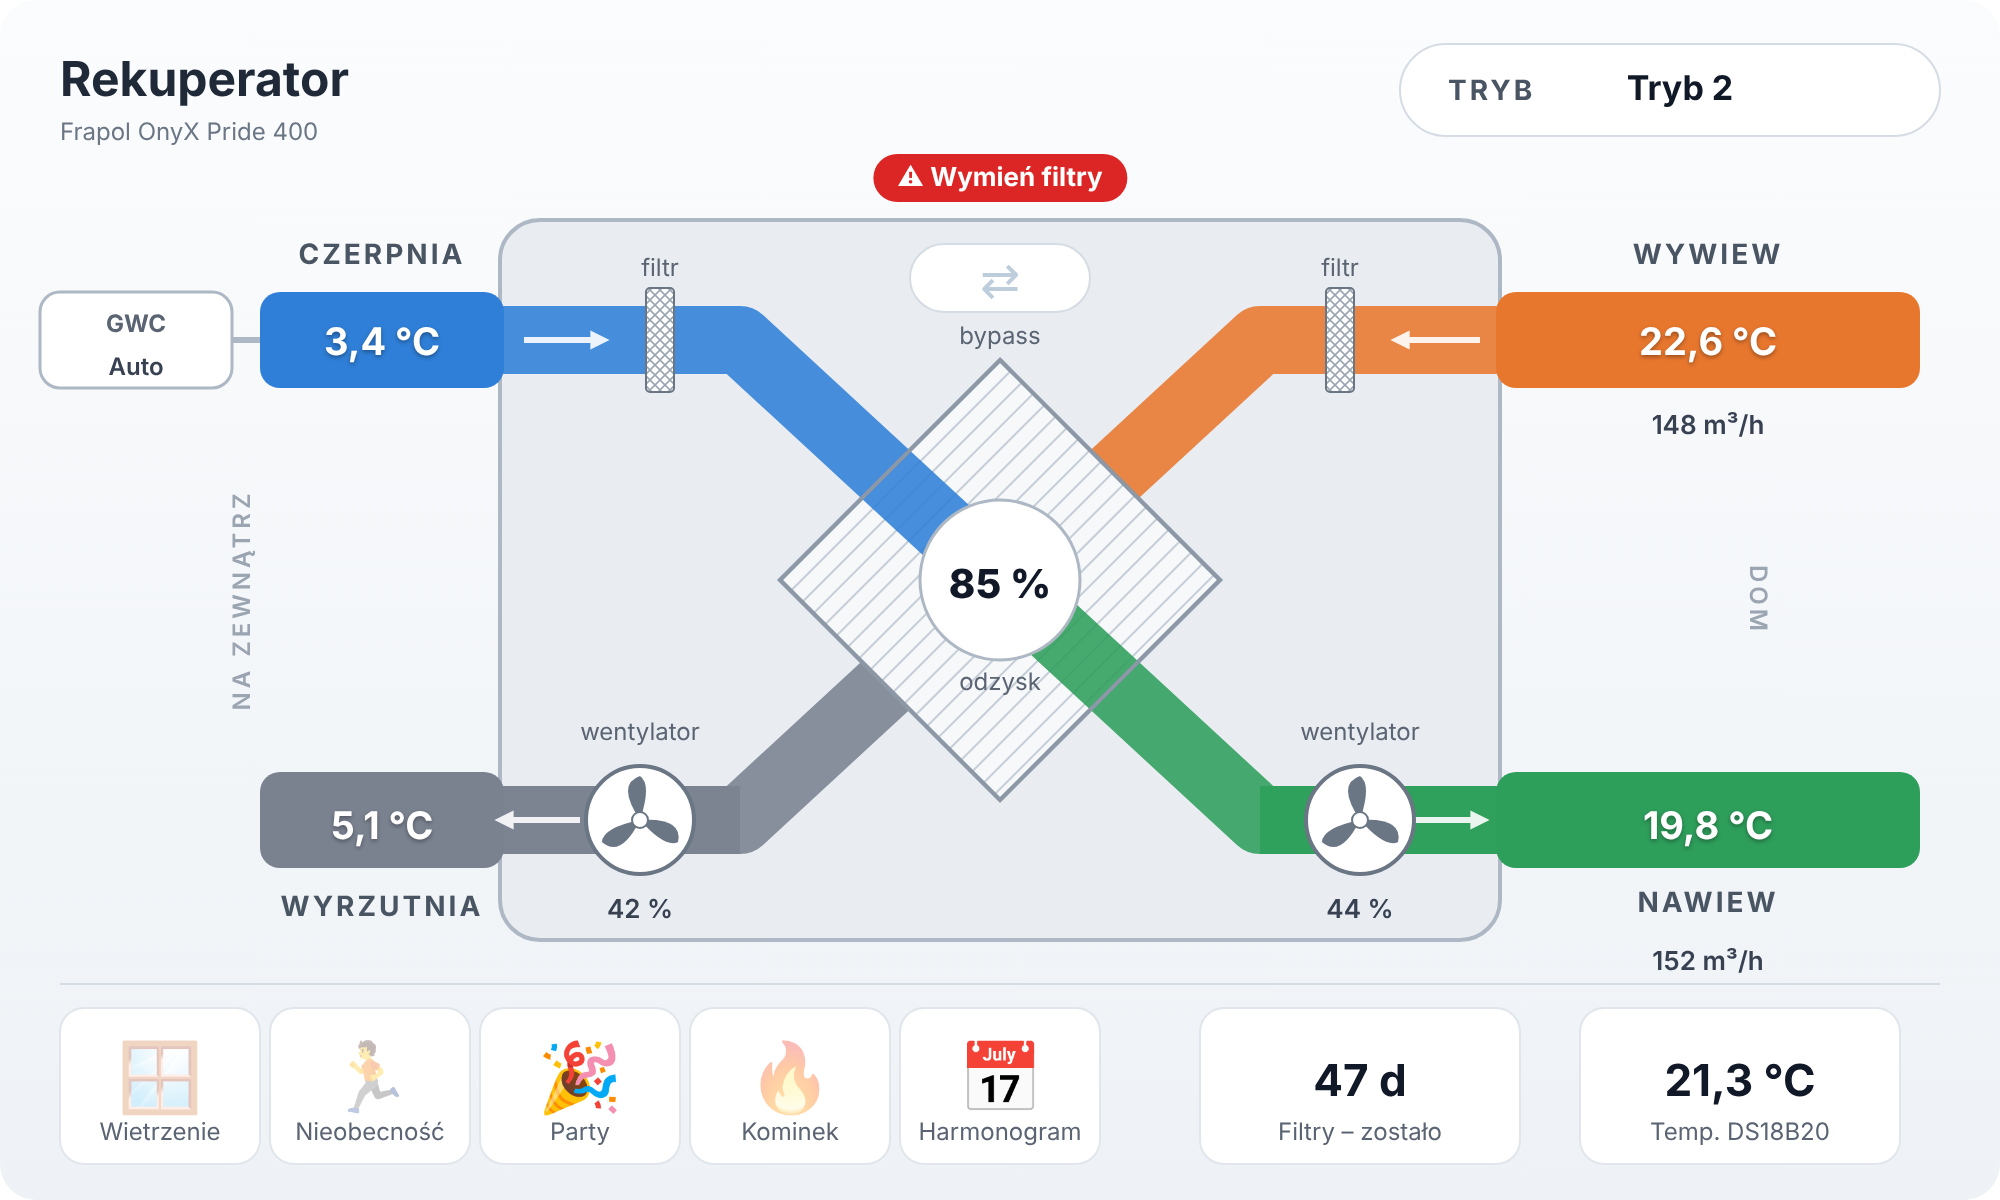 Rekuperator
Frapol OnyX Pride 400
TRYB Tryb 2
⚠ Wymień filtry
CZERPNIA
filtr
filtr
WYWIEW
GWC
Auto
3,4 °C
⇄
bypass
22,6 °C
148 m³/h
NA ZEWNĄTRZ
85 %
odzysk
DOM
wentylator
wentylator
5,1 °C
19,8 °C
WYRZUTNIA
42 %
44 %
NAWIEW
152 m³/h
July
17
47 d
21,3 °C
Wietrzenie
Nieobecność
Party
Kominek
Harmonogram
Filtry – zostało
Temp. DS18B20